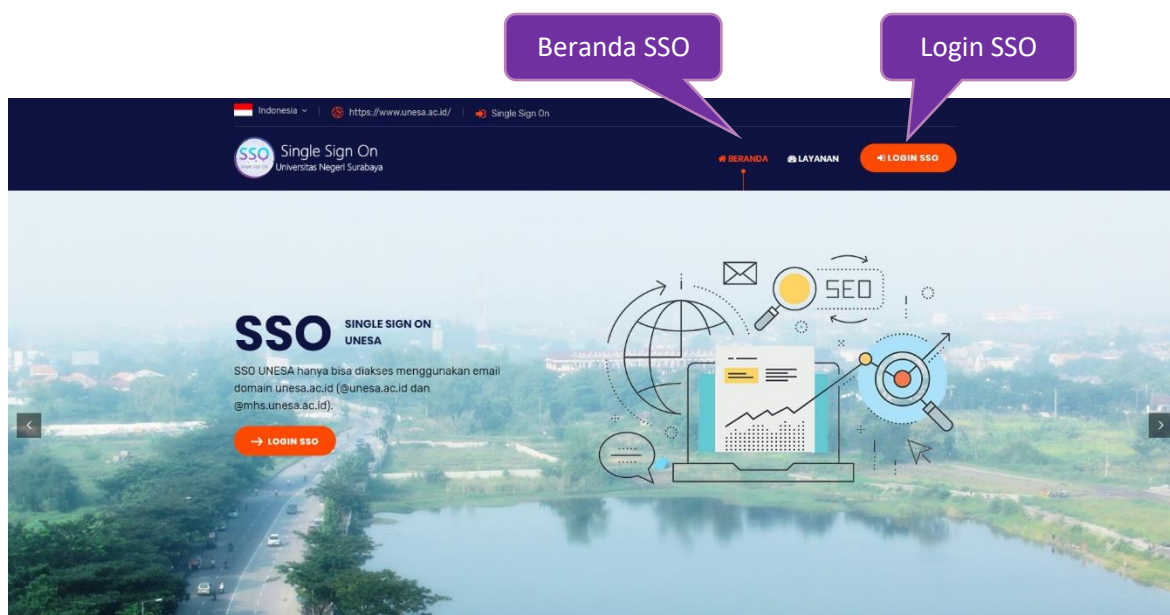 Beranda SSO
Login SSO
Indonesia
https://www.unesa.ac.id/
Single Sign On
SSO
Single Sign On
Universitas Negeri Surabaya
BERANDA
LAYANAN
LOGIN SSO
SSO
SINGLE SIGN ON
UNESA
SSO UNESA hanya bisa diakses menggunakan email
domain unesa.ac.id (@unesa.ac.id dan
@mhs.unesa.ac.id).
LOGIN SSO
SEO